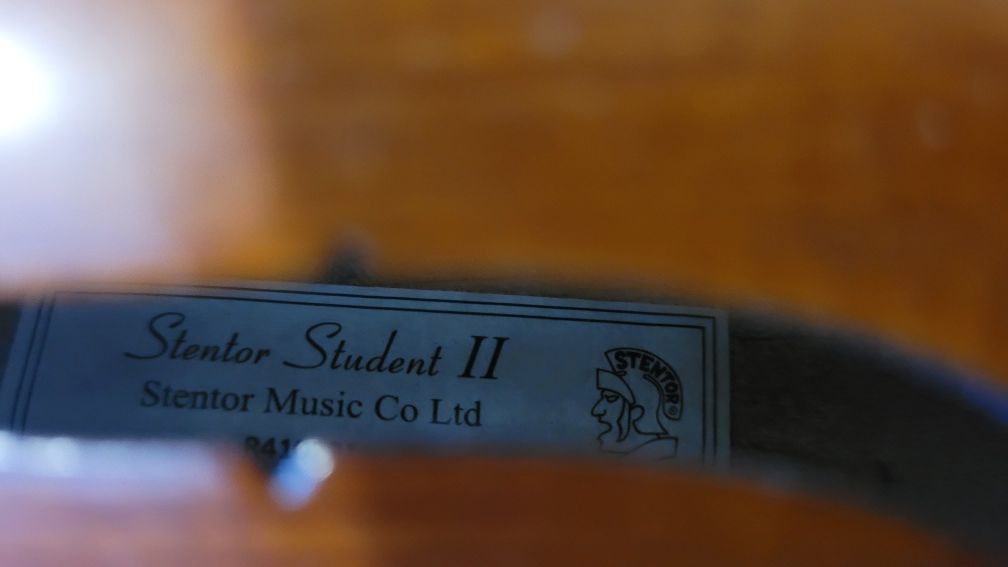 Stentor Student II
Stentor Music Co Ltd
STENTOR®